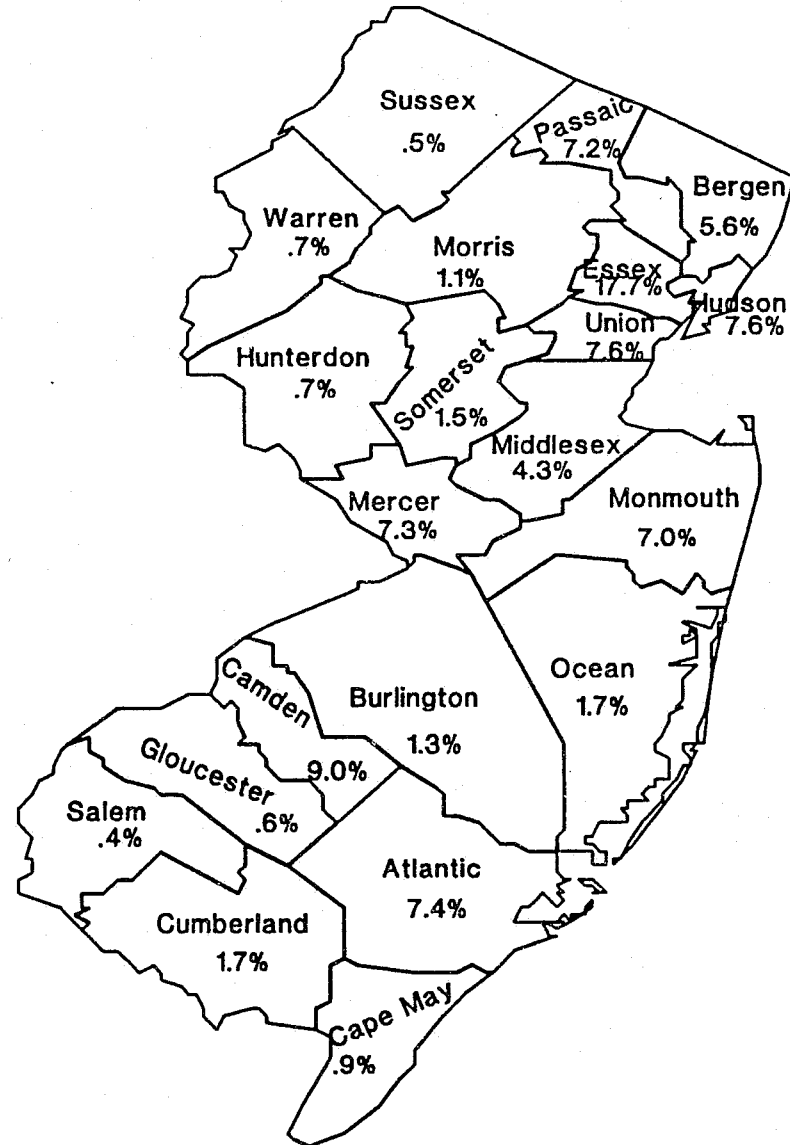 Sussex
.5%
Passaic
7.2%
Bergen
5.6%
Warren
.7%
Morris
1.1%
Essex
17.7%
Hudson
7.6%
Union
7.6%
Hunterdon
.7%
Somerset
1.5%
Middlesex
4.3%
Mercer
7.3%
Monmouth
7.0%
Ocean
1.7%
Camden
9.0%
Burlington
1.3%
Gloucester
.6%
Salem
.4%
Atlantic
7.4%
Cumberland
1.7%
Cape May
.9%